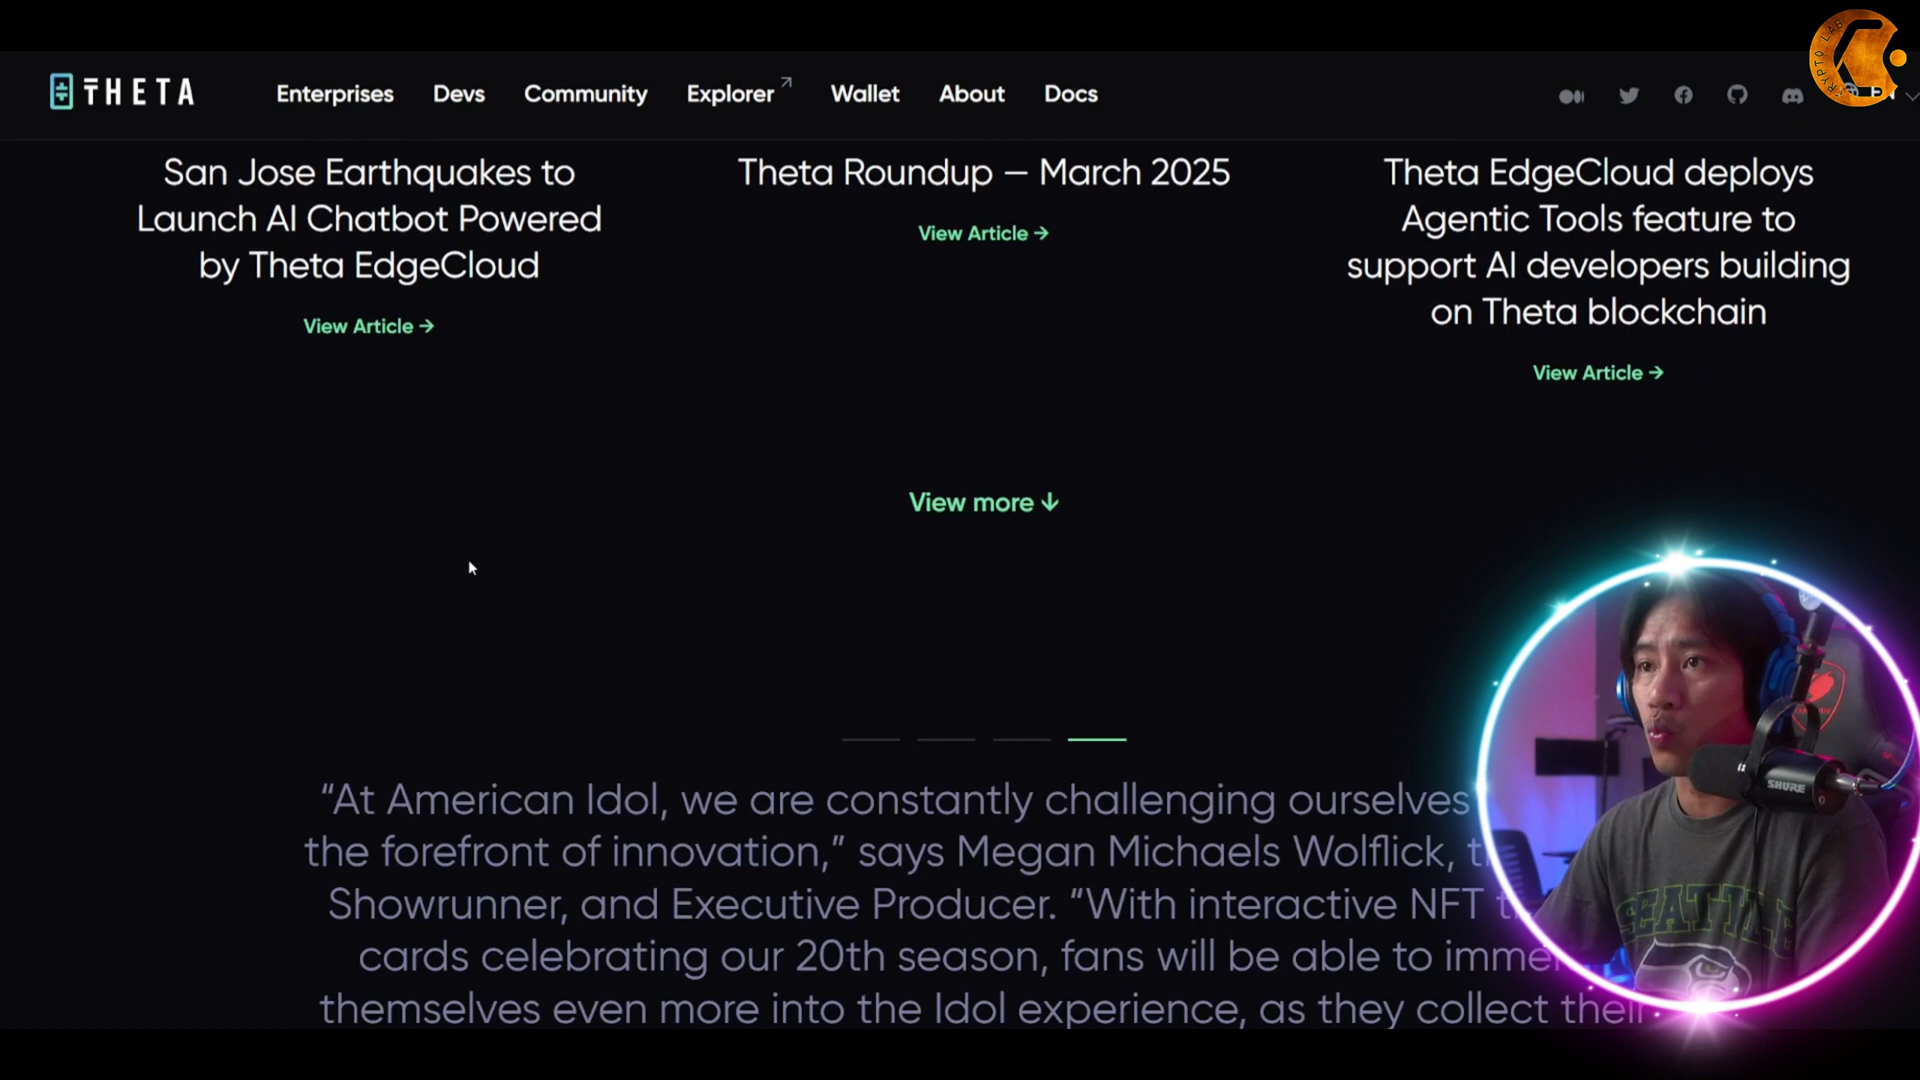 CRYPTO LAB
THETA
Enterprises
Devs
Community
Explorer
Wallet
About
Docs
San Jose Earthquakes to
Launch AI Chatbot Powered
by Theta EdgeCloud
View Article →
Theta Roundup — March 2025
View Article →
Theta EdgeCloud deploys
Agentic Tools feature to
support AI developers building
on Theta blockchain
View Article →
View more ↓
“At American Idol, we are constantly challenging ourselves
the forefront of innovation,” says Megan Michaels Wolflick,
Showrunner, and Executive Producer. “With interactive NFT
cards celebrating our 20th season, fans will be able to
themselves even more into the Idol experience, as they collect their
SHURE
SEATTLE